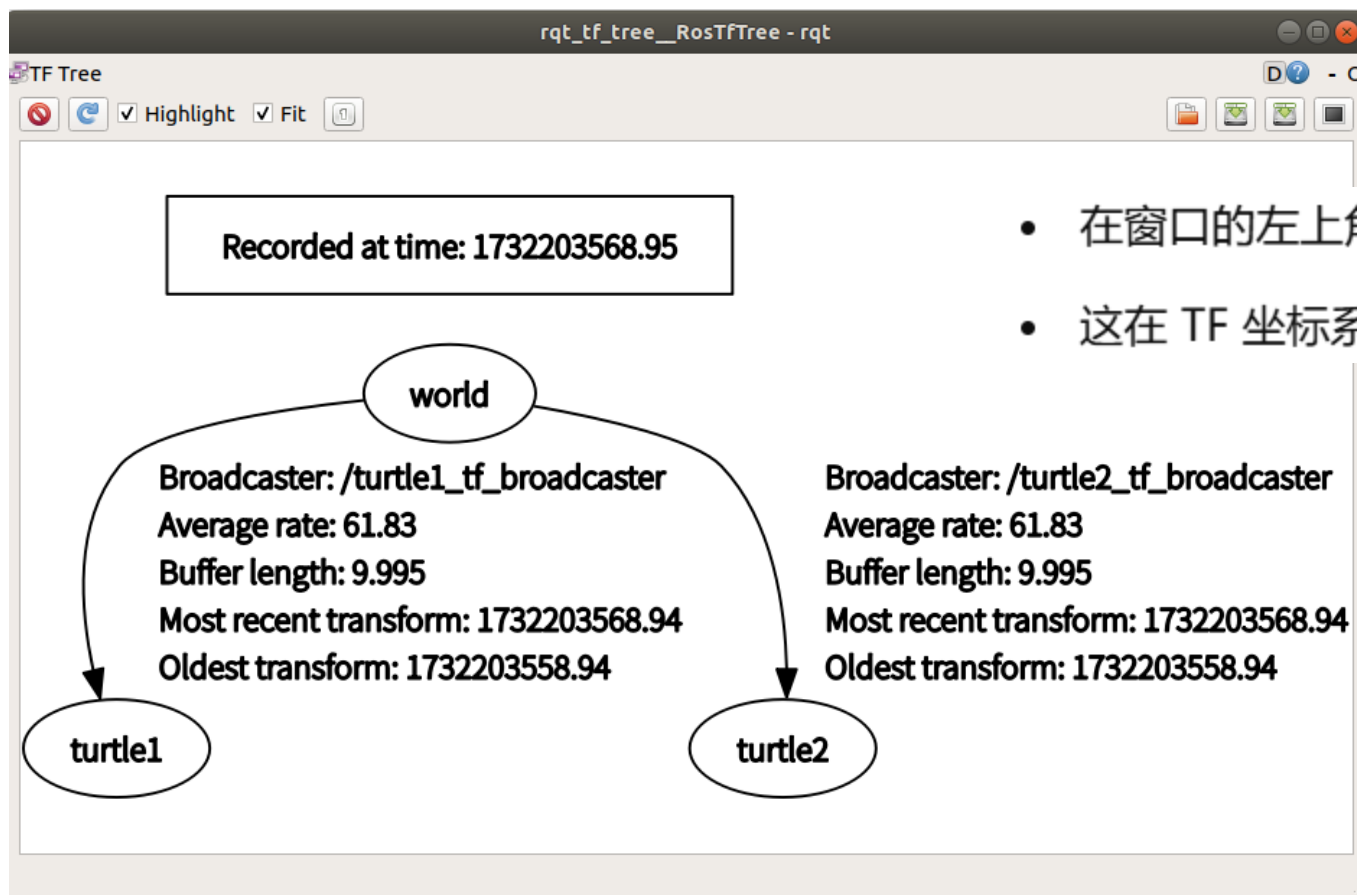 rqt_tf_tree__RosTfTree - rqt
TF Tree
D - C
Highlight Fit
Recorded at time: 1732203568.95
• 在窗口的左上
• 这在 TF 坐标系
world
Broadcaster: /turtle1_tf_broadcaster
Average rate: 61.83
Buffer length: 9.995
Most recent transform: 1732203568.94
Oldest transform: 1732203558.94
Broadcaster: /turtle2_tf_broadcaster
Average rate: 61.83
Buffer length: 9.995
Most recent transform: 1732203568.94
Oldest transform: 1732203558.94
turtle1
turtle2